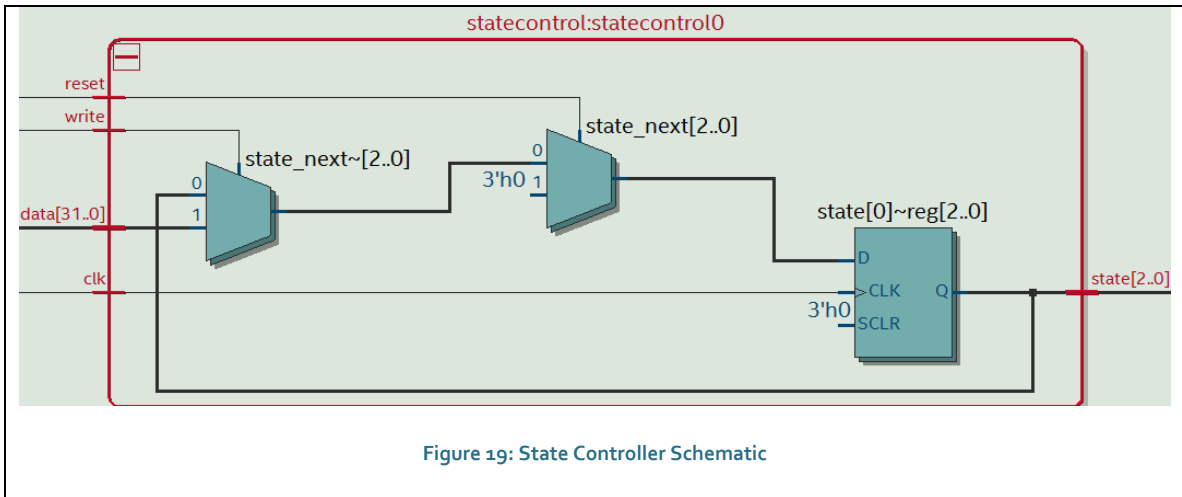 statecontrol:statecontrol0
reset
write
state_next~[2..0]
state_next[2..0]
0
1
3'h0
0
1
data[31..0]
state[0]~reg[2..0]
D
clk
CLK
Q
state[2..0]
3'h0
SCLR
Figure 19: State Controller Schematic